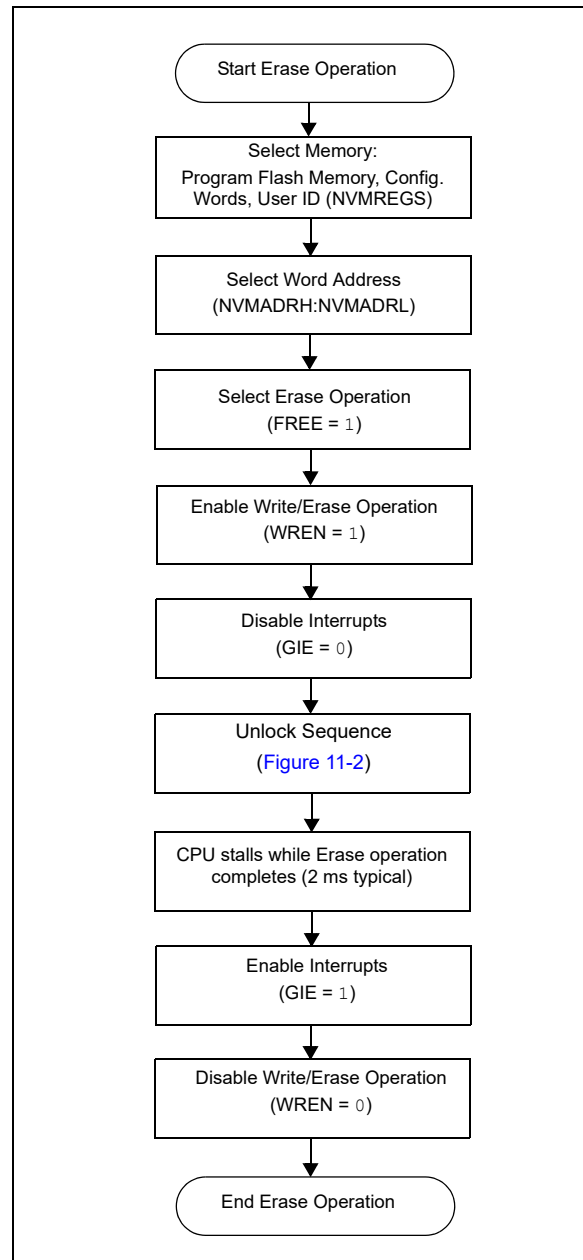 Start Erase Operation
Select Memory:
Program Flash Memory, Config.
Words, User ID (NVMREGS)
Select Word Address
(NVMADRH:NVMADRL)
Select Erase Operation
(FREE = 1)
Enable Write/Erase Operation
(WREN = 1)
Disable Interrupts
(GIE = 0)
Unlock Sequence
(Figure 11-2)
CPU stalls while Erase operation
completes (2 ms typical)
Enable Interrupts
(GIE = 1)
Disable Write/Erase Operation
(WREN = 0)
End Erase Operation